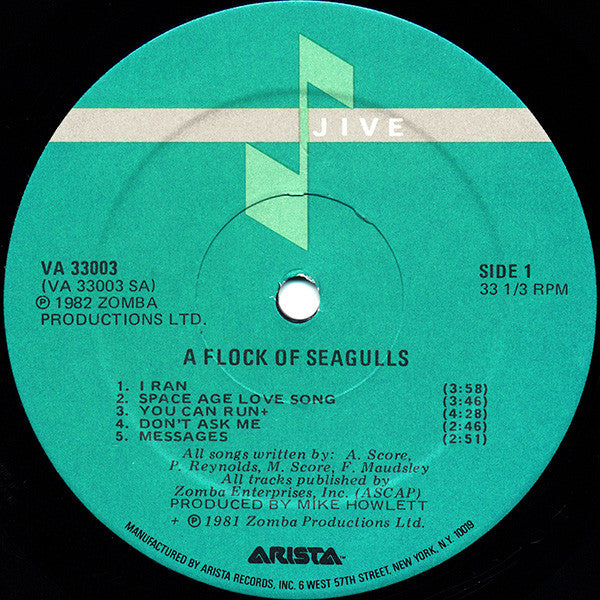 JIVE
VA 33003
(VA 33003 SA)
℗ 1982 ZOMBA
PRODUCTIONS LTD.
SIDE 1
33 1/3 RPM
A FLOCK OF SEAGULLS
1. I RAN (3:58)
2. SPACE AGE LOVE SONG (3:46)
3. YOU CAN RUN+ (4:28)
4. DON'T ASK ME (2:46)
5. MESSAGES (2:51)
All songs written by: A. Score,
P. Reynolds, M. Score, F. Maudsley
All tracks published by
Zomba Enterprises, Inc. (ASCAP)
PRODUCED BY MIKE HOWLETT
+ ℗ 1981 Zomba Productions Ltd.
ARISTA™
MANUFACTURED BY ARISTA RECORDS, INC. 6 WEST 57TH STREET, NEW YORK, N.Y. 10019